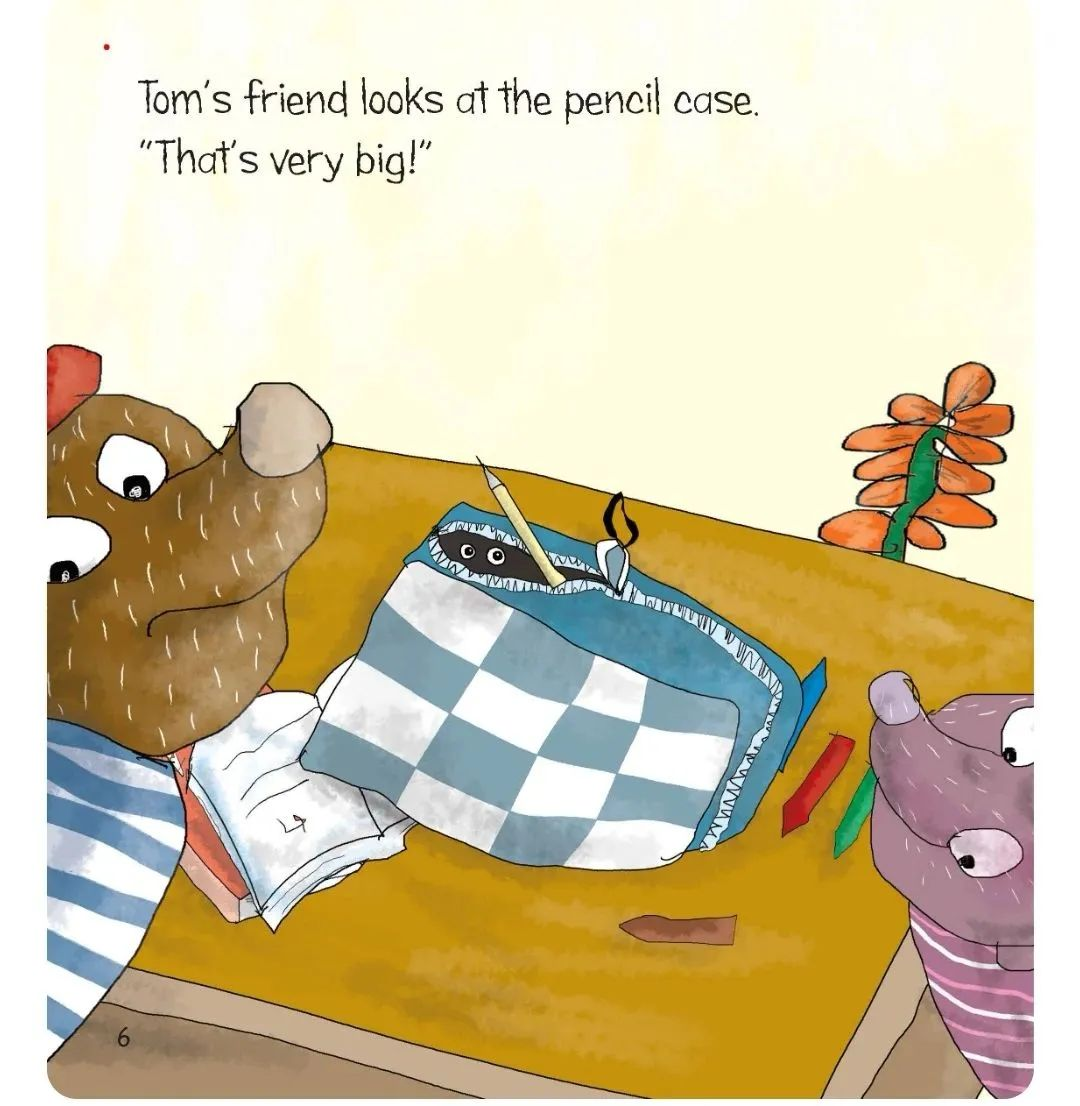 Tom's friend looks at the pencil case.
"That's very big!"
6